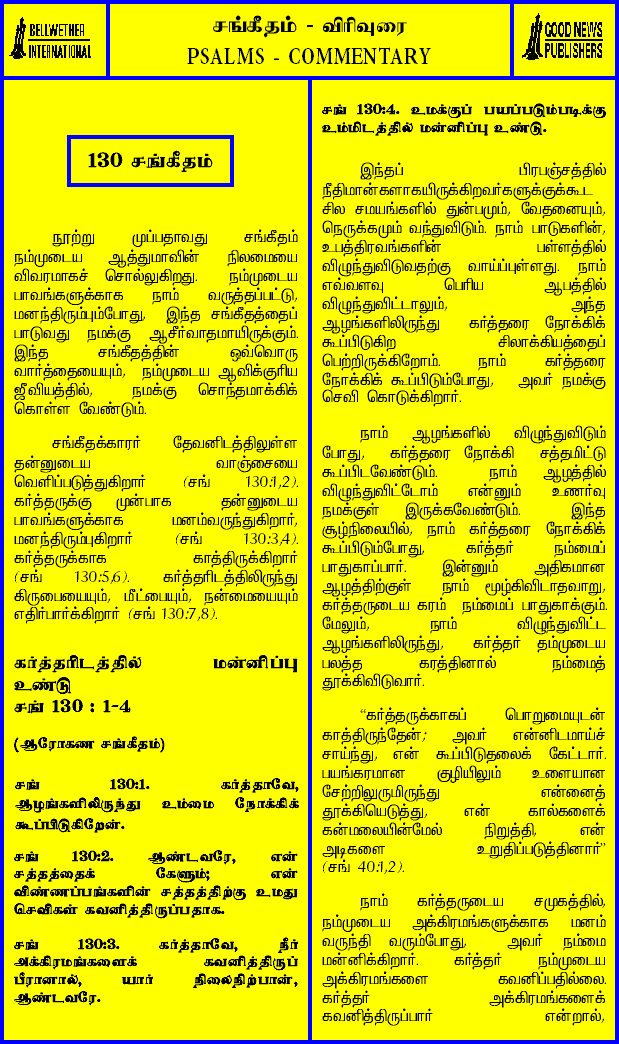 BELLWETHER
INTERNATIONAL
சங்கீதம் - விரிவுரை
PSALMS - COMMENTARY
GOOD NEWS
PUBLISHERS
130 சங்கீதம்
நூற்று முப்பதாவது சங்கீதம்
நம்முடைய ஆத்துமாவின் நிலமையை
விவரமாகச் சொல்லுகிறது. நம்முடைய
பாவங்களுக்காக நாம் வருத்தப்பட்டு,
மனந்திரும்பும்போது, இந்த சங்கீதத்தைப்
பாடுவது நமக்கு ஆசீர்வாதமாயிருக்கும்.
இந்த சங்கீதத்தின் ஒவ்வொரு
வார்த்தையையும், நம்முடைய ஆவிக்குரிய
ஜீவியத்தில், நமக்கு சொந்தமாக்கிக்
கொள்ள வேண்டும்.
சங்கீதக்காரர் தேவனிடத்திலுள்ள
தன்னுடைய வாஞ்சையை
வெளிப்படுத்துகிறார் (சங் 130:1,2).
கர்த்தருக்கு முன்பாக தன்னுடைய
பாவங்களுக்காக மனம்வருந்துகிறார்,
மனந்திரும்புகிறார் (சங் 130:3,4).
கர்த்தருக்காக காத்திருக்கிறார்
(சங் 130:5,6). கர்த்தரிடத்திலிருந்து
கிருபையையும், மீட்பையும், நன்மையையும்
எதிர்பார்க்கிறார் (சங் 130:7,8).
கர்த்தரிடத்தில் மன்னிப்பு
உண்டு
சங் 130 : 1-4
(ஆரோகண சங்கீதம்)
சங் 130:1. கர்த்தாவே,
ஆழங்களிலிருந்து உம்மை நோக்கிக்
கூப்பிடுகிறேன்.
சங் 130:2. ஆண்டவரே, என்
சத்தத்தைக் கேளும்; என்
விண்ணப்பங்களின் சத்தத்திற்கு உமது
செவிகள் கவனித்திருப்பதாக.
சங் 130:3. கர்த்தாவே, நீர்
அக்கிரமங்களைக் கவனித்திருப்
பீரானால், யார் நிலைநிற்பான்,
ஆண்டவரே.
சங் 130:4. உமக்குப் பயப்படும்படிக்கு
உம்மிடத்தில் மன்னிப்பு உண்டு.
இந்தப் பிரபஞ்சத்தில்
நீதிமான்களாகயிருக்கிறவர்களுக்குக்கூட
சில சமயங்களில் துன்பமும், வேதனையும்,
நெருக்கமும் வந்துவிடும். நாம் பாடுகளின்,
உபத்திரவங்களின் பள்ளத்தில்
விழுந்துவிடுவதற்கு வாய்ப்புள்ளது. நாம்
எவ்வளவு பெரிய ஆபத்தில்
விழுந்துவிட்டாலும், அந்த
ஆழங்களிலிருந்து கர்த்தரை நோக்கிக்
கூப்பிடுகிற சிலாக்கியத்தைப்
பெற்றிருக்கிறோம். நாம் கர்த்தரை
நோக்கிக் கூப்பிடும்போது, அவர் நமக்கு
செவி கொடுக்கிறார்.
நாம் ஆழங்களில் விழுந்துவிடும்
போது, கர்த்தரை நோக்கி சத்தமிட்டு
கூப்பிடவேண்டும். நாம் ஆழத்தில்
விழுந்துவிட்டோம் என்னும் உணர்வு
நமக்குள் இருக்கவேண்டும். இந்த
சூழ்நிலையில், நாம் கர்த்தரை நோக்கிக்
கூப்பிடும்போது, கர்த்தர் நம்மைப்
பாதுகாப்பார். இன்னும் அதிகமான
ஆழத்திற்குள் நாம் மூழ்கிவிடாதவாறு,
கர்த்தருடைய கரம் நம்மைப் பாதுகாக்கும்.
மேலும், நாம் விழுந்துவிட்ட
ஆழங்களிலிருந்து, கர்த்தர் தம்முடைய
பலத்த கரத்தினால் நம்மைத்
தூக்கிவிடுவார்.
“கர்த்தருக்காகப் பொறுமையுடன்
காத்திருந்தேன்; அவர் என்னிடமாய்ச்
சாய்ந்து, என் கூப்பிடுதலைக் கேட்டார்.
பயங்கரமான குழியிலும் உளையான
சேற்றிலுருமிருந்து என்னைத்
தூக்கியெடுத்து, என் கால்களைக்
கன்மலையின்மேல் நிறுத்தி, என்
அடிகளை உறுதிப்படுத்தினார்”
(சங் 40:1,2).
நாம் கர்த்தருடைய சமுகத்தில்,
நம்முடைய அக்கிரமங்களுக்காக மனம்
வருந்தி வரும்போது, அவர் நம்மை
மன்னிக்கிறார். கர்த்தர் நம்முடைய
அக்கிரமங்களை கவனிப்பதில்லை.
கர்த்தர் அக்கிரமங்களைக்
கவனித்திருப்பார் என்றால்,